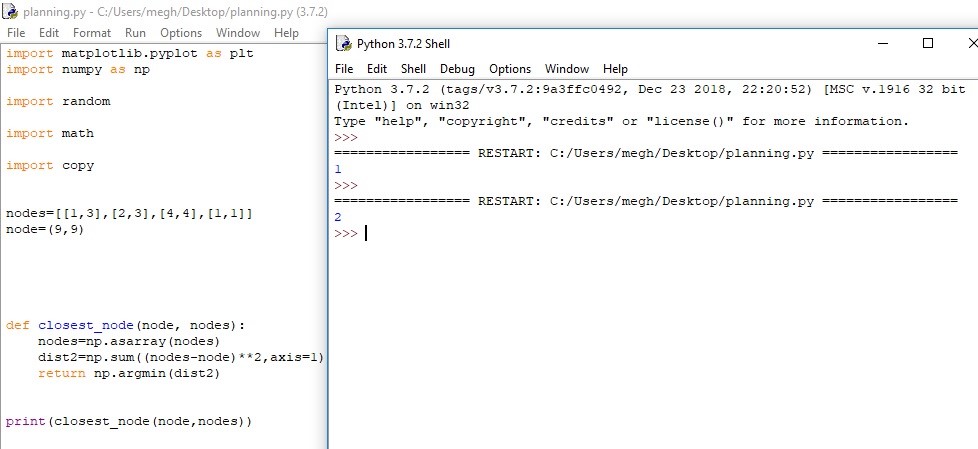 planning.py - C:/Users/megh/Desktop/planning.py (3.7.2)
File Edit Format Run Options Window Help
import matplotlib.pyplot as plt
import numpy as np
import random
import math
import copy
nodes=[[1,3],[2,3],[4,4],[1,1]]
node=(9,9)
def closest_node(node, nodes):
    nodes=np.asarray(nodes)
    dist2=np.sum((nodes-node)**2,axis=1)
    return np.argmin(dist2)
print(closest_node(node,nodes))
Python 3.7.2 Shell
File Edit Shell Debug Options Window Help
Python 3.7.2 (tags/v3.7.2:9a3ffc0492, Dec 23 2018, 22:20:52) [MSC v.1916 32 bit
(Intel)] on win32
Type "help", "copyright", "credits" or "license()" for more information.
>>>
================= RESTART: C:/Users/megh/Desktop/planning.py =================
1
>>>
================= RESTART: C:/Users/megh/Desktop/planning.py =================
2
>>>